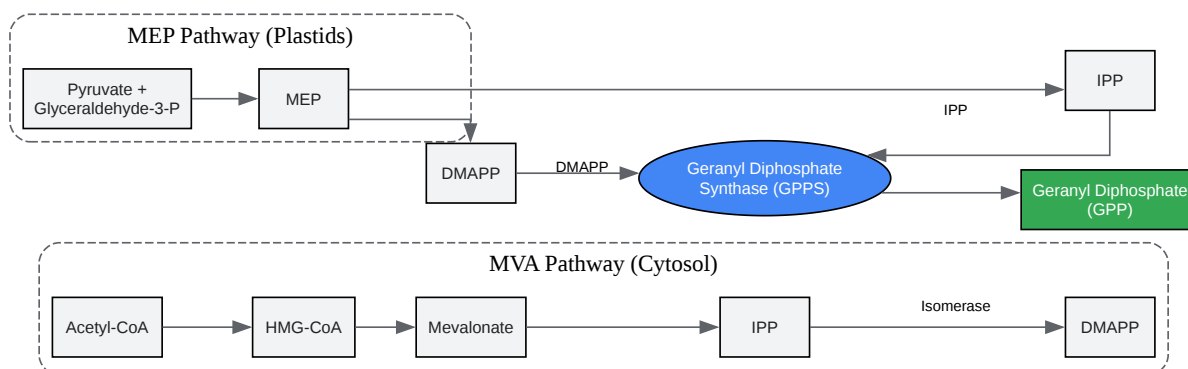 MEP Pathway (Plastids)
Pyruvate +
Glyceraldehyde-3-P
MEP
IPP
IPP
DMAPP
DMAPP
Geranyl Diphosphate
Synthase (GPPS)
Geranyl Diphosphate
(GPP)
MVA Pathway (Cytosol)
Acetyl-CoA
HMG-CoA
Mevalonate
IPP
Isomerase
DMAPP